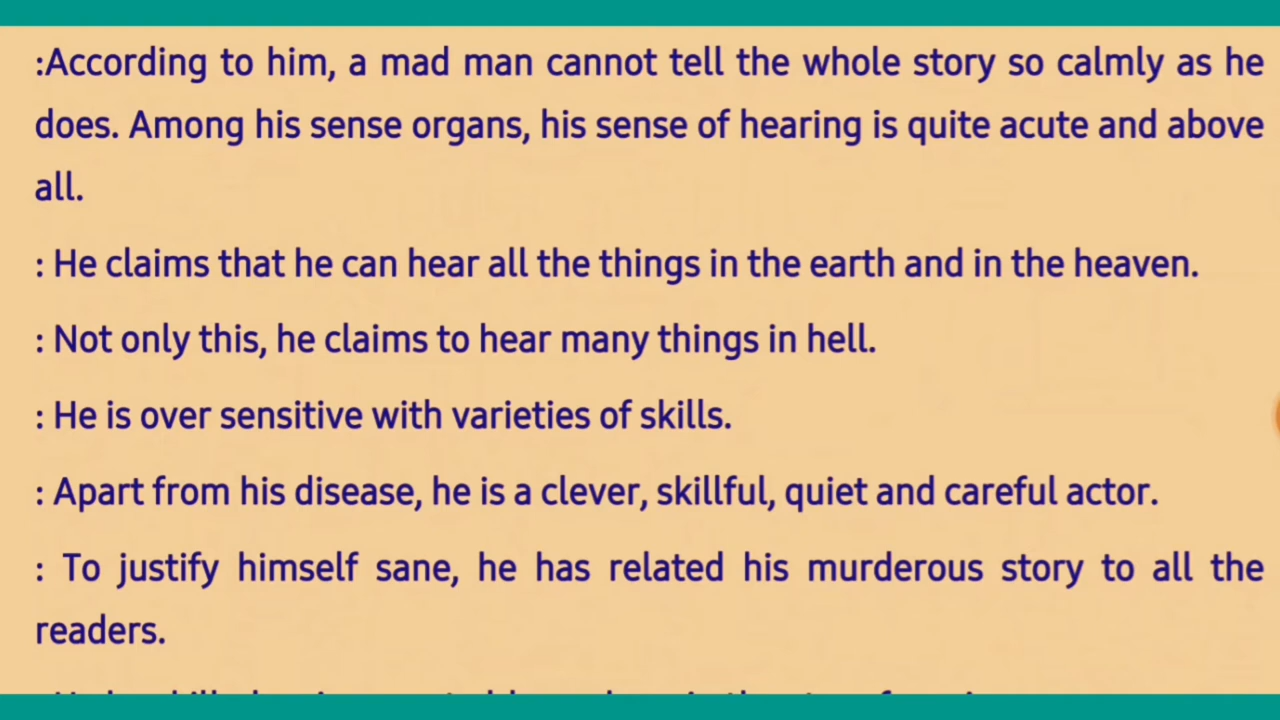 :According to him, a mad man cannot tell the whole story so calmly as he
does. Among his sense organs, his sense of hearing is quite acute and above
all.
: He claims that he can hear all the things in the earth and in the heaven.
: Not only this, he claims to hear many things in hell.
: He is over sensitive with varieties of skills.
: Apart from his disease, he is a clever, skillful, quiet and careful actor.
: To justify himself sane, he has related his murderous story to all the
readers.